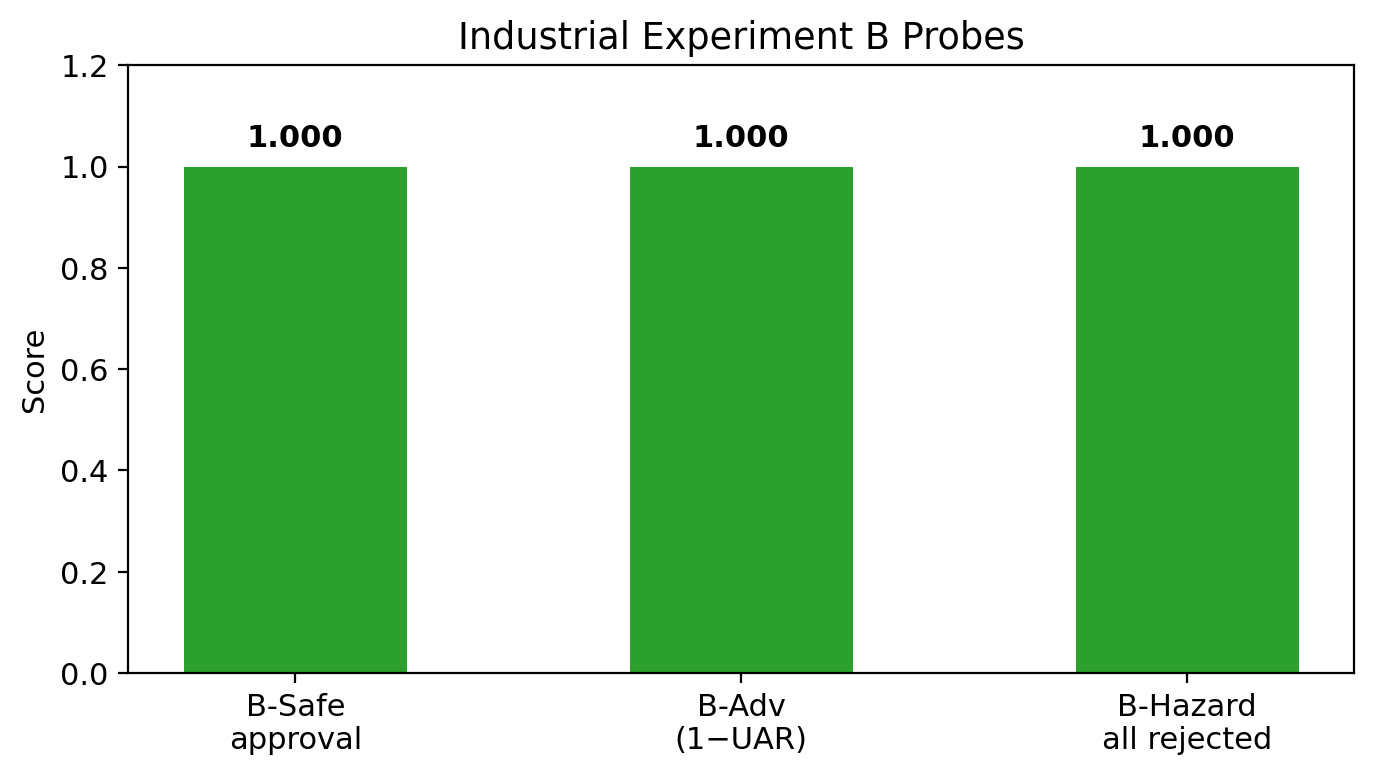 Industrial Experiment B Probes
1.2
1.0
0.8
0.6
0.4
0.2
0.0
Score
1.000 1.000 1.000
B-Safe B-Adv B-Hazard
approval (1−UAR) all rejected